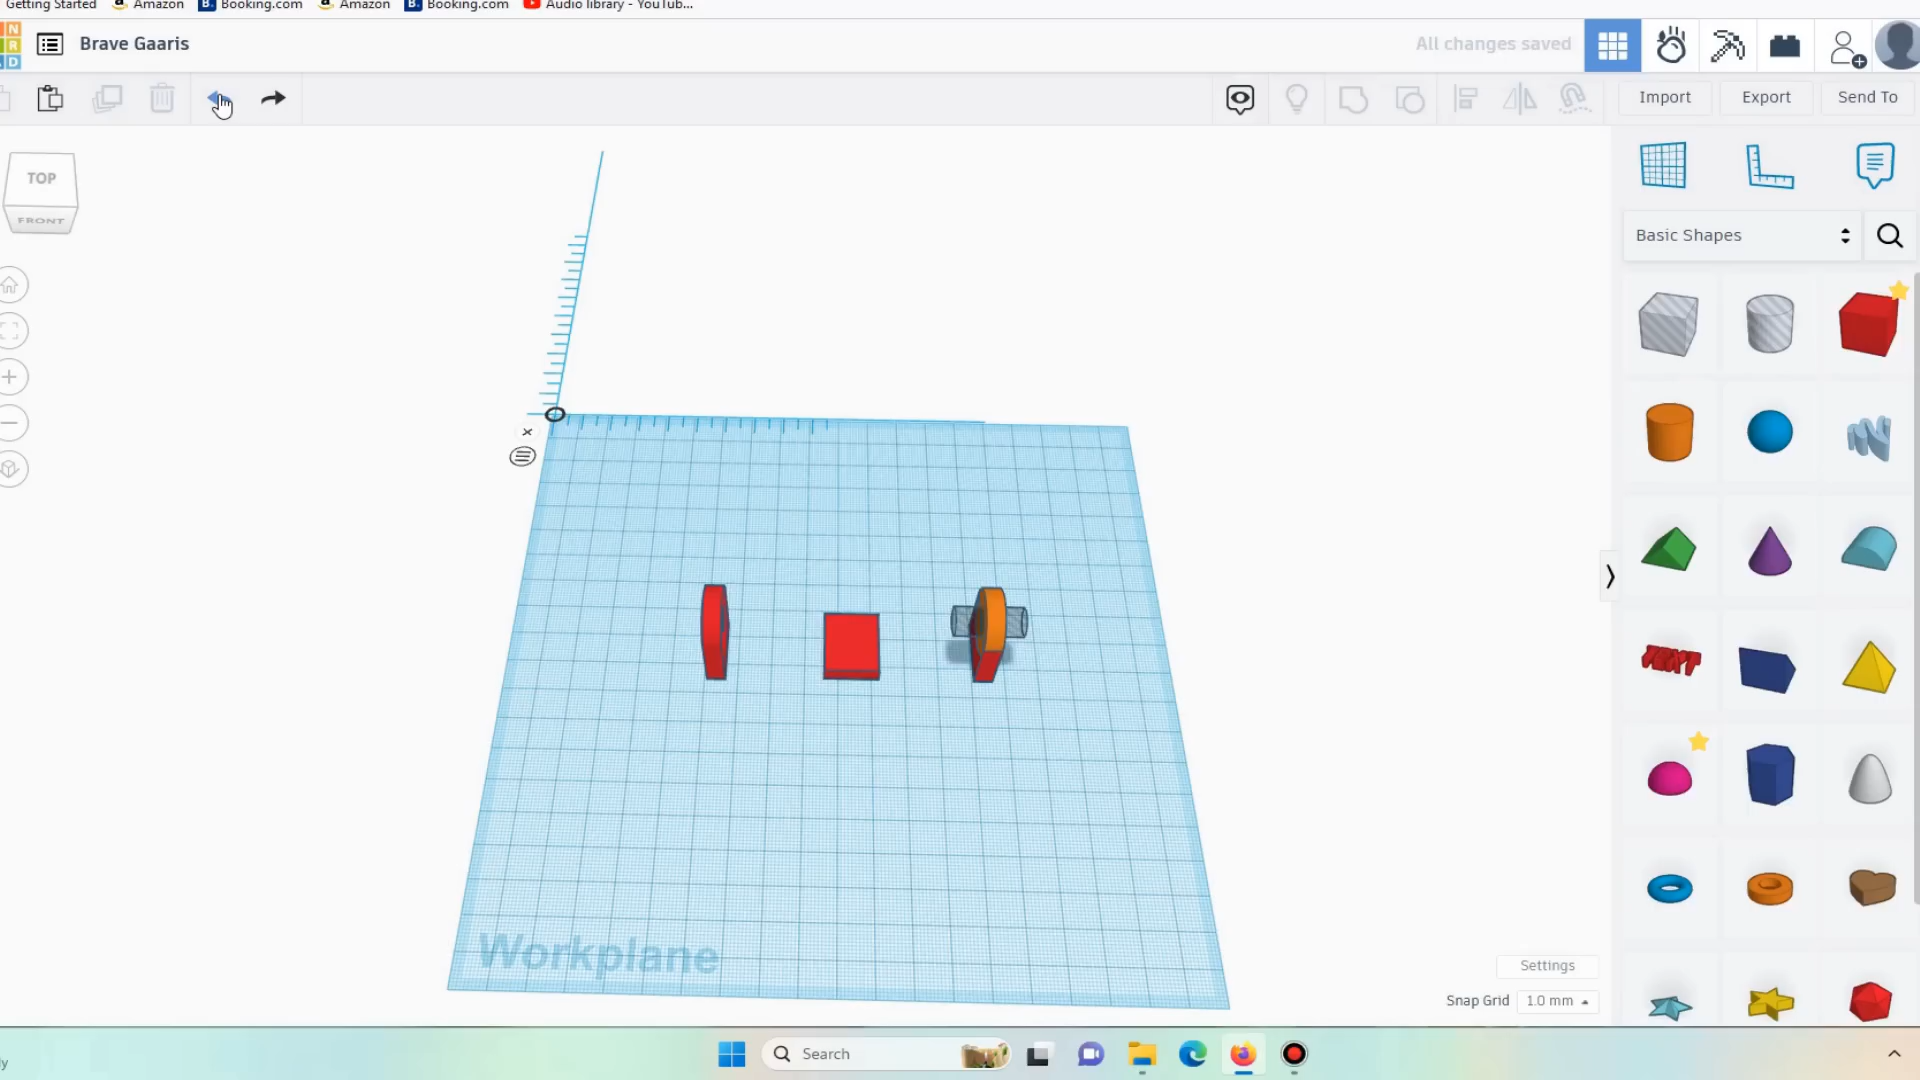 Getting Started
Amazon
B. Booking.com
Amazon
B. Booking.com
Audio library - YouTub...
N
R
D
Brave Gaaris
All changes saved
Import
Export
Send To
TOP
FRONT
Basic Shapes
TEXT
Workplane
Settings
Snap Grid
1.0 mm
Search